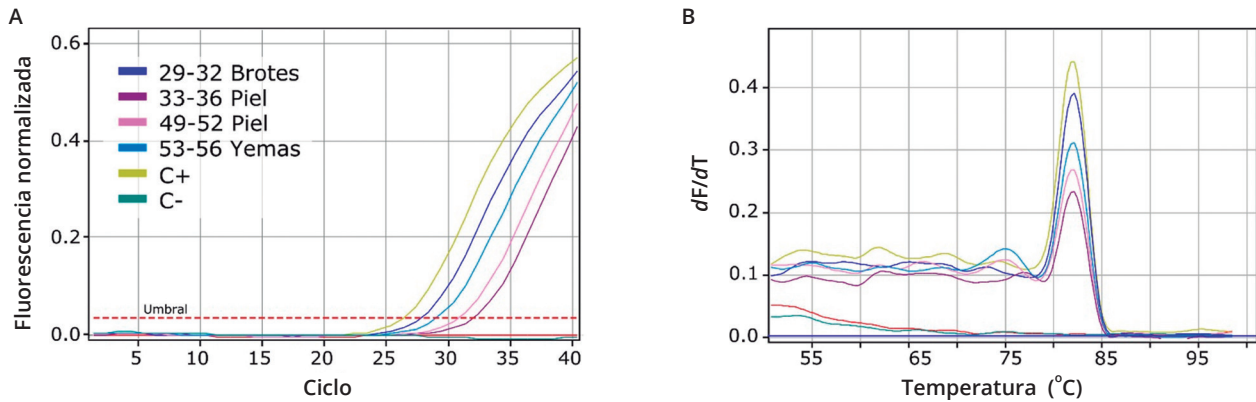 A
Fluorescencia normalizada
0.6
0.4
0.2
0.0
29-32 Brotes
33-36 Piel
49-52 Piel
53-56 Yemas
C+
C-
Umbral
5 10 15 20 25 30 35 40
Ciclo
B
dF/dT
0.4
0.3
0.2
0.1
0.0
55 65 75 85 95
Temperatura (°C)